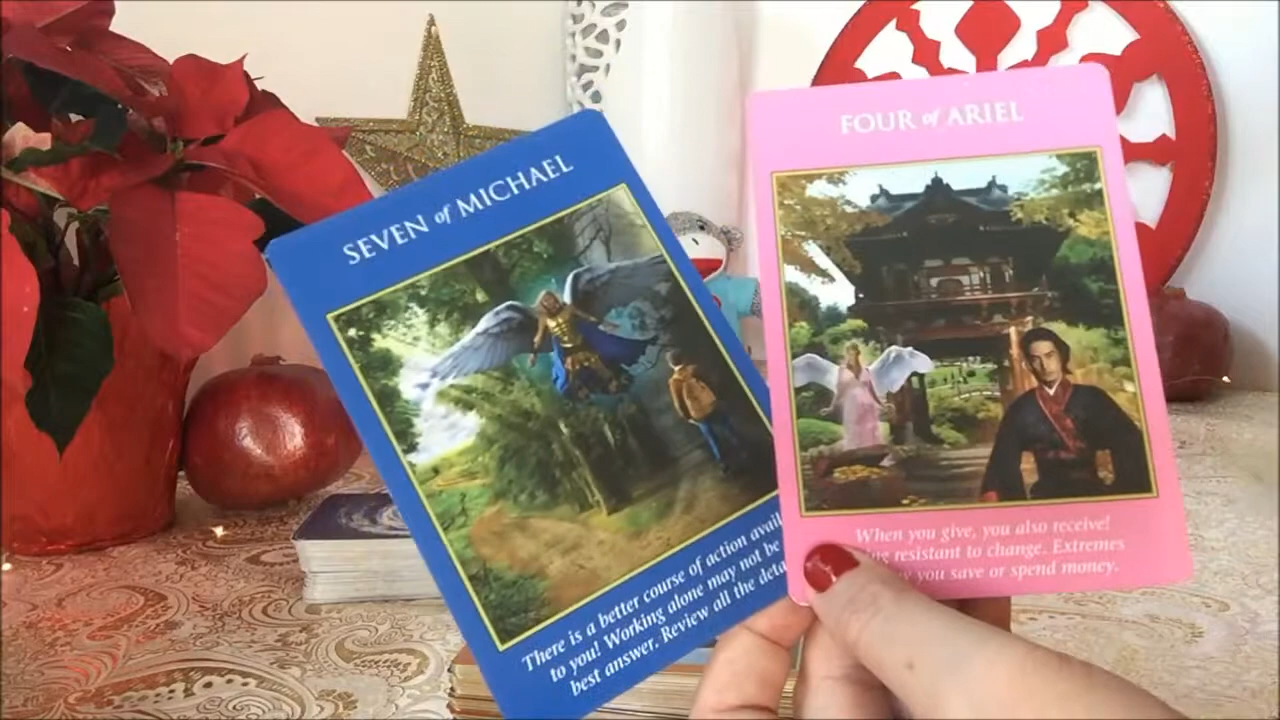 SEVEN of MICHAEL
There is a better course of action avail
to you! Working alone may not be
best answer. Review all the deta
FOUR of ARIEL
When you give, you also receive!
resistant to change. Extremes
you save or spend money.